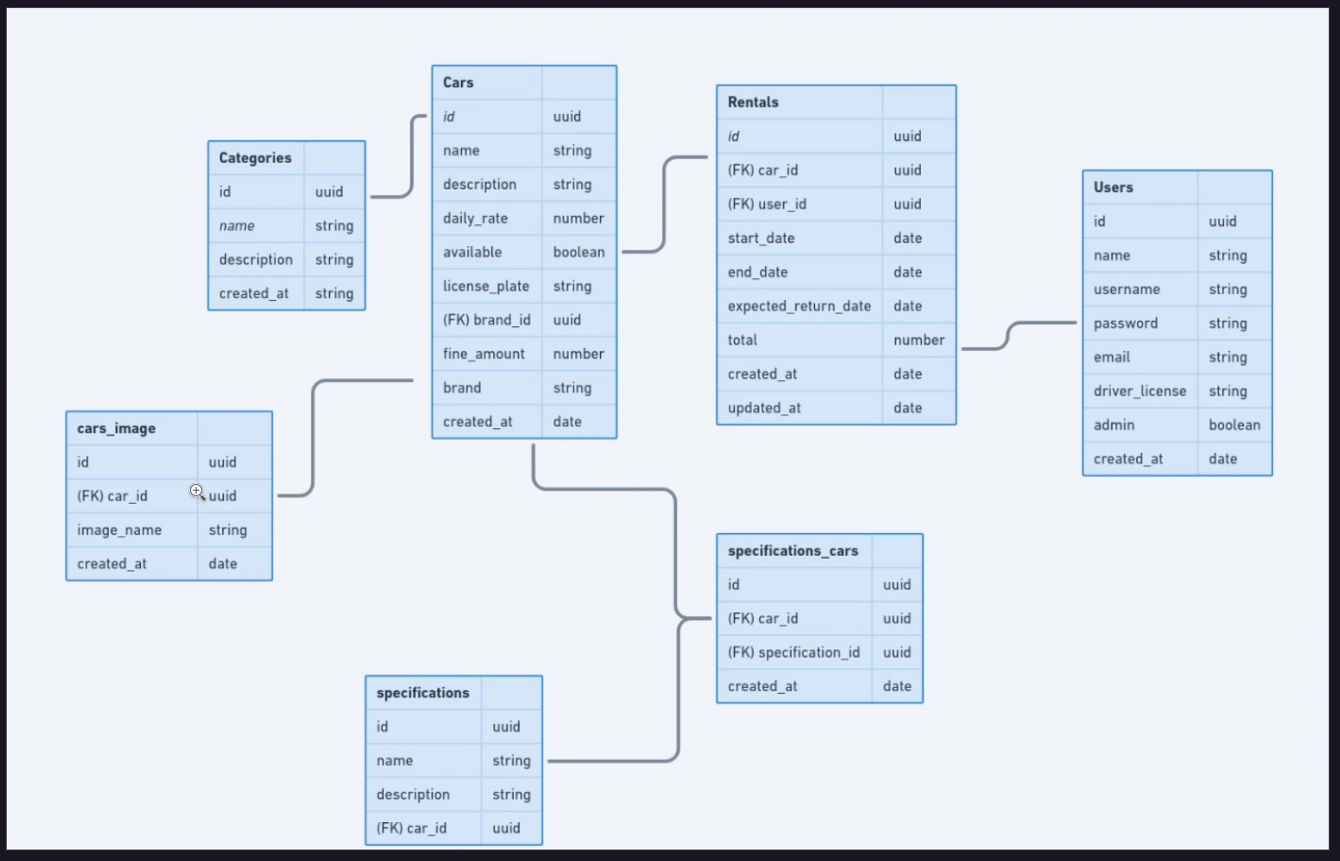 Cars
id uuid
name string
description string
daily_rate number
available boolean
license_plate string
(FK) brand_id uuid
fine_amount number
brand string
created_at date
Rentals
id uuid
(FK) car_id uuid
(FK) user_id uuid
start_date date
end_date date
expected_return_date date
total number
created_at date
updated_at date
Categories
id uuid
name string
description string
created_at string
Users
id uuid
name string
username string
password string
email string
driver_license string
admin boolean
created_at date
cars_image
id uuid
(FK) car_id uuid
image_name string
created_at date
specifications_cars
id uuid
(FK) car_id uuid
(FK) specification_id uuid
created_at date
specifications
id uuid
name string
description string
(FK) car_id uuid